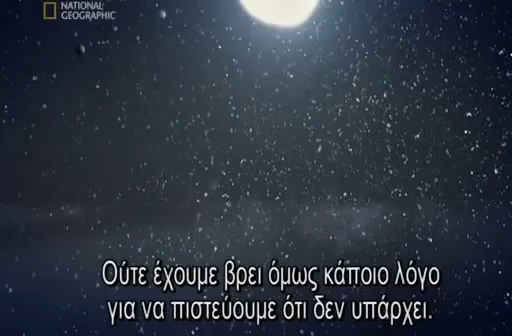 NATIONAL
GEOGRAPHIC
Ούτε έχουμε βρει όμως κάποιο λόγο
για να πιστεύουμε ότι δεν υπάρχει.